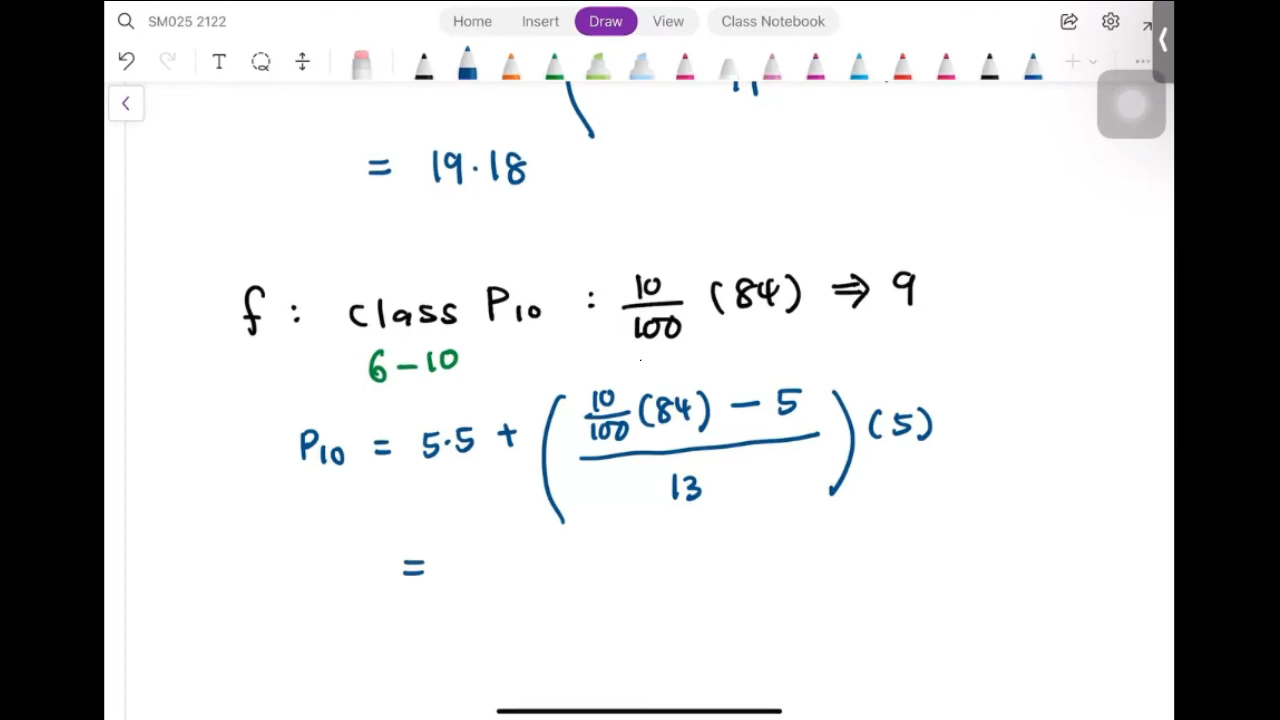 SM025 2122
Home Insert Draw View Class Notebook
T
= 19.18
f : class P10 : 10/100 (84) ⇒ 9
6 - 10
P10 = 5.5 + ( (10/100 (84) - 5) / 13 ) (5)
=